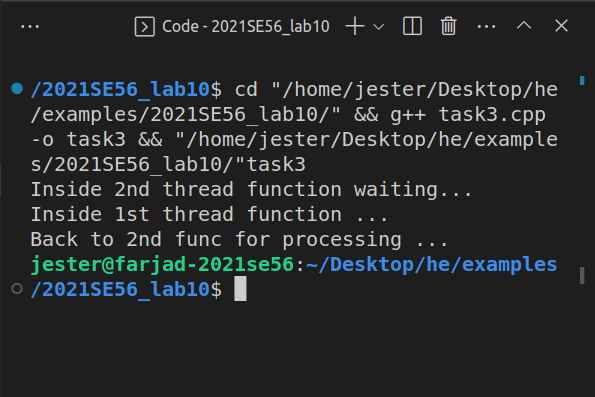 Code - 2021SE56_lab10
/2021SE56_lab10$ cd "/home/jester/Desktop/he
/examples/2021SE56_lab10/" && g++ task3.cpp
-o task3 && "/home/jester/Desktop/he/example
s/2021SE56_lab10/"task3
Inside 2nd thread function waiting...
Inside 1st thread function ...
Back to 2nd func for processing ...
jester@farjad-2021se56:~/Desktop/he/examples
/2021SE56_lab10$